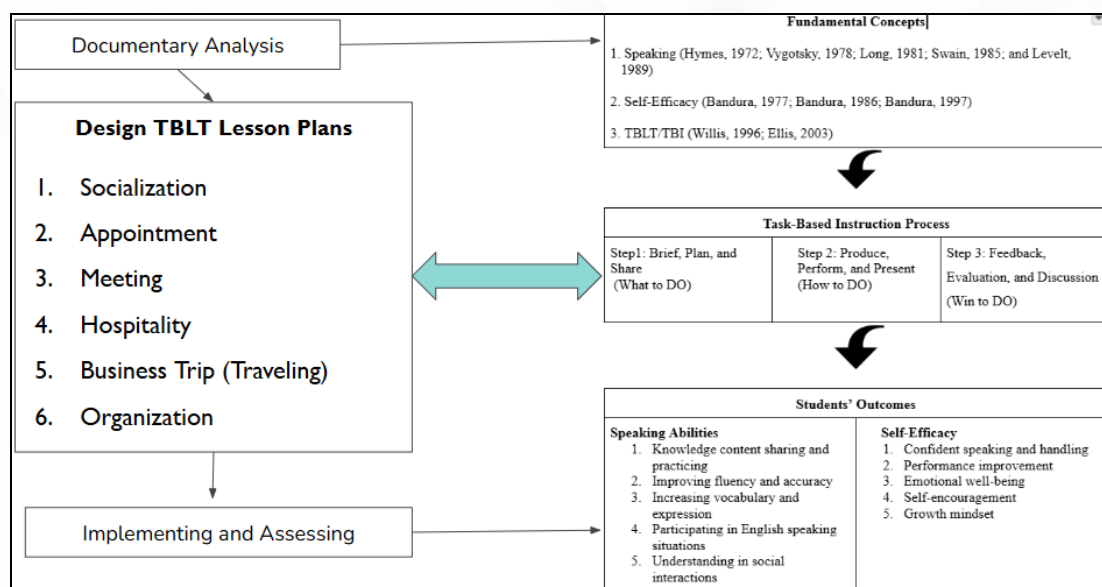 Documentary Analysis
Design TBLT Lesson Plans
1. Socialization
2. Appointment
3. Meeting
4. Hospitality
5. Business Trip (Traveling)
6. Organization
Implementing and Assessing
Fundamental Concepts
1. Speaking (Hymes, 1972; Vygotsky, 1978; Long, 1981; Swain, 1985; and Levelt,
1989)
2. Self-Efficacy (Bandura, 1977; Bandura, 1986; Bandura, 1997)
3. TBLT/TBI (Willis, 1996; Ellis, 2003)
Task-Based Instruction Process
Step1: Brief, Plan, and
Share
(What to DO)
Step 2: Produce,
Perform, and Present
(How to DO)
Step 3: Feedback,
Evaluation, and Discussion
(Win to DO)
Students’ Outcomes
Speaking Abilities
1. Knowledge content sharing and
practicing
2. Improving fluency and accuracy
3. Increasing vocabulary and
expression
4. Participating in English speaking
situations
5. Understanding in social
interactions
Self-Efficacy
1. Confident speaking and handling
2. Performance improvement
3. Emotional well-being
4. Self-encouragement
5. Growth mindset